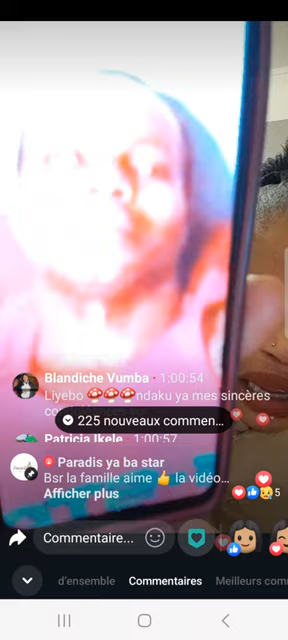 Blandiche Vumba • 1:00:54
Liyebo 🍄🍄🍄ndaku ya mes sincères
225 nouveaux commen...
Patricia Ikele • 1:00:57
Paradis ya ba star
Bsr la famille aime 👍 la vidéo...
Afficher plus
5
Commentaire...
d'ensemble Commentaires Meilleurs com